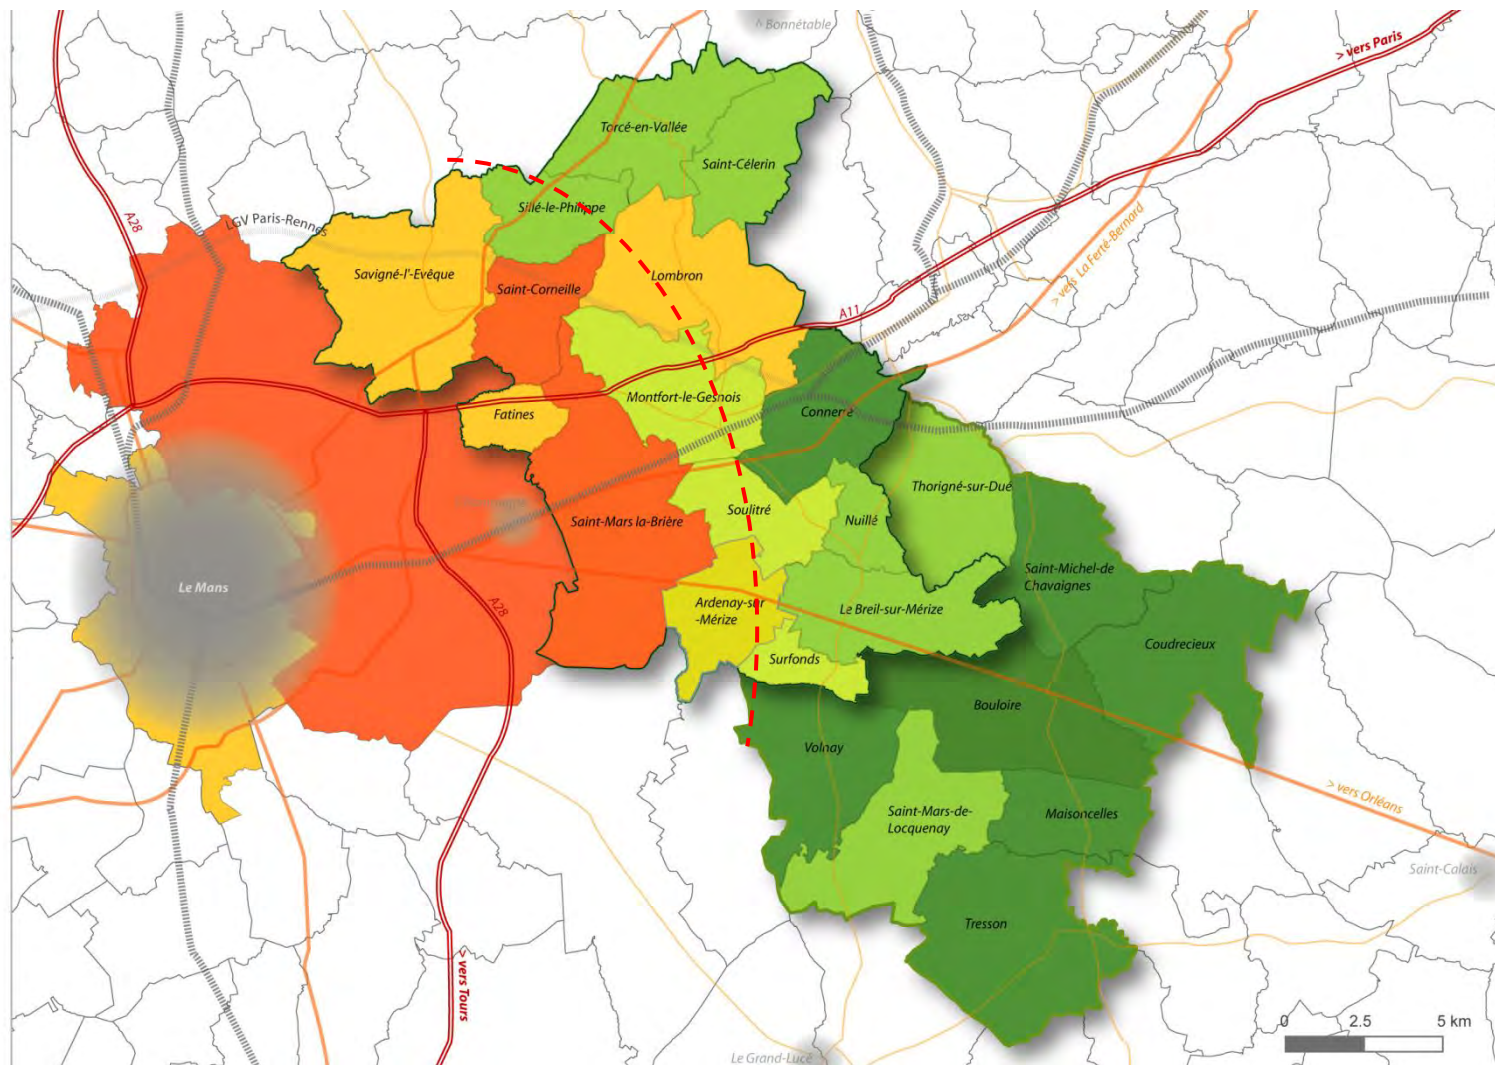 Bonnétable
> vers Paris
Torcé-en-Vallée
Saint-Célerin
A28
LGV Paris-Rennes
Sillé-le-Philippe
Savigné-l'-Evêque
Saint-Corneille
Lombron
> vers La Ferté-Bernard
A11
Montfort-le-Gesnois
Fatines
Connerré
Thorigné-sur-Dué
Soulitré
Nuillé
Saint-Mars la-Brière
Le Mans
Saint-Michel-de
Chavaignes
A28
Ardenay-sur
-Mérize
Le Breil-sur-Mérize
Coudrecieux
Surfonds
Bouloire
Volnay
> vers Orléans
Saint-Mars-de-
Locquenay
Maisoncelles
Saint-Calais
Tresson
> vers Tours
0 2.5 5 km
Le Grand-Lucé